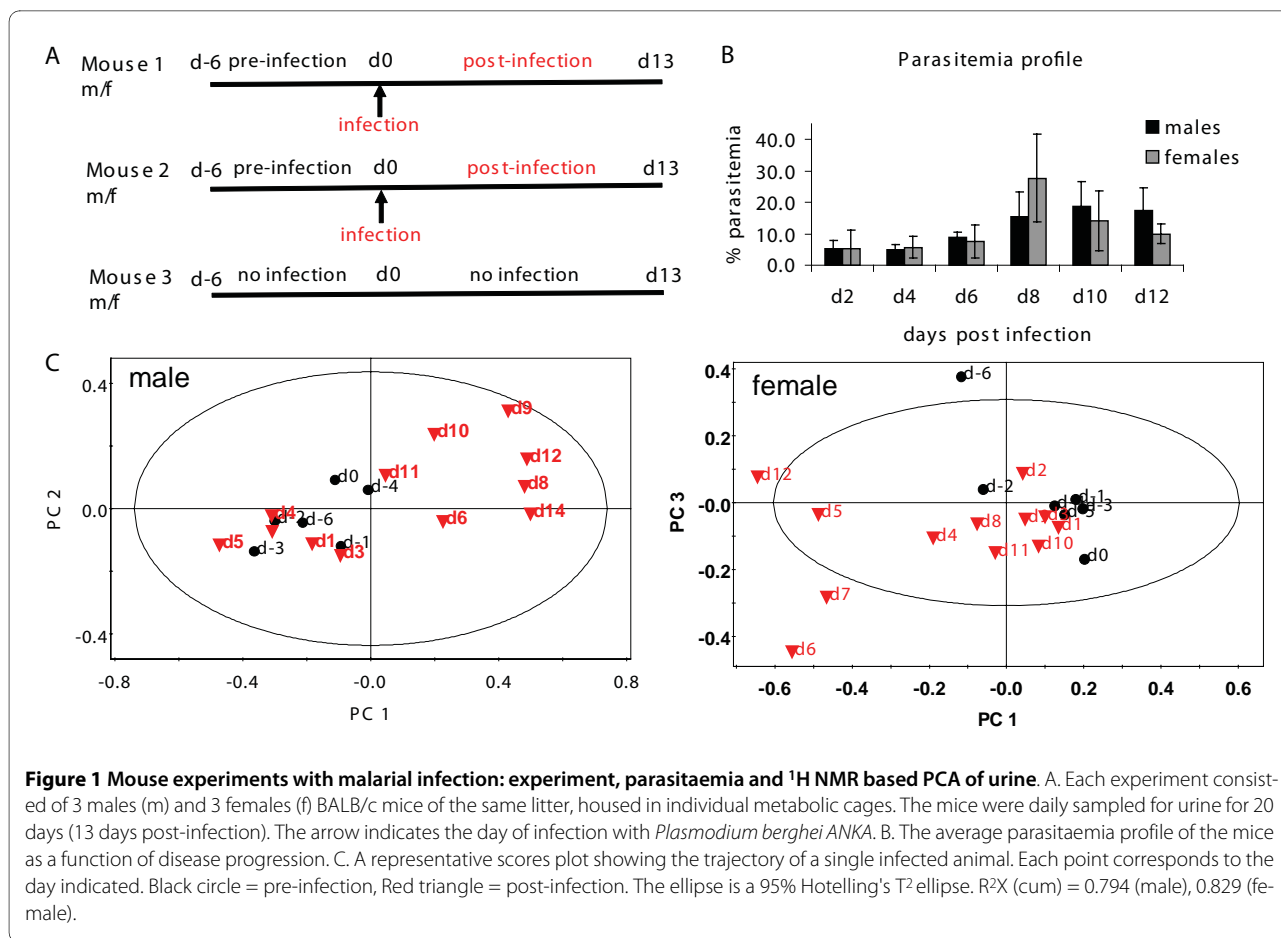 A
Mouse 1 m/f
d-6 pre-infection d0 post-infection d13
infection
Mouse 2 m/f
d-6 pre-infection d0 post-infection d13
infection
Mouse 3 m/f
d-6 no infection d0 no infection d13
B
Parasitemia profile
males
females
% parasitemia
40.0
30.0
20.0
10.0
0.0
d2 d4 d6 d8 d10 d12
days post infection
C
male
PC 2
0.4
0.0
-0.4
d9
d10
d12
d11
d0
d-4
d8
d14
d6
d4
d-2
d-6
d5
d-3
d1
d-1
d3
-0.8 -0.4 -0.0 0.4 0.8
PC 1
female
PC 3
0.4
0.2
-0.0
-0.2
-0.4
d-6
d12
d2
d-2
d-1
d-3
d5
d8
d1
d4
d11
d10
d0
d7
d6
-0.6 -0.4 -0.2 -0.0 0.2 0.4 0.6
PC 1
Figure 1 Mouse experiments with malarial infection: experiment, parasitaemia and ¹H NMR based PCA of urine. A. Each experiment consist-
ed of 3 males (m) and 3 females (f) BALB/c mice of the same litter, housed in individual metabolic cages. The mice were daily sampled for urine for 20
days (13 days post-infection). The arrow indicates the day of infection with Plasmodium berghei ANKA. B. The average parasitaemia profile of the mice
as a function of disease progression. C. A representative scores plot showing the trajectory of a single infected animal. Each point corresponds to the
day indicated. Black circle = pre-infection, Red triangle = post-infection. The ellipse is a 95% Hotelling's T² ellipse. R²X (cum) = 0.794 (male), 0.829 (fe-
male).